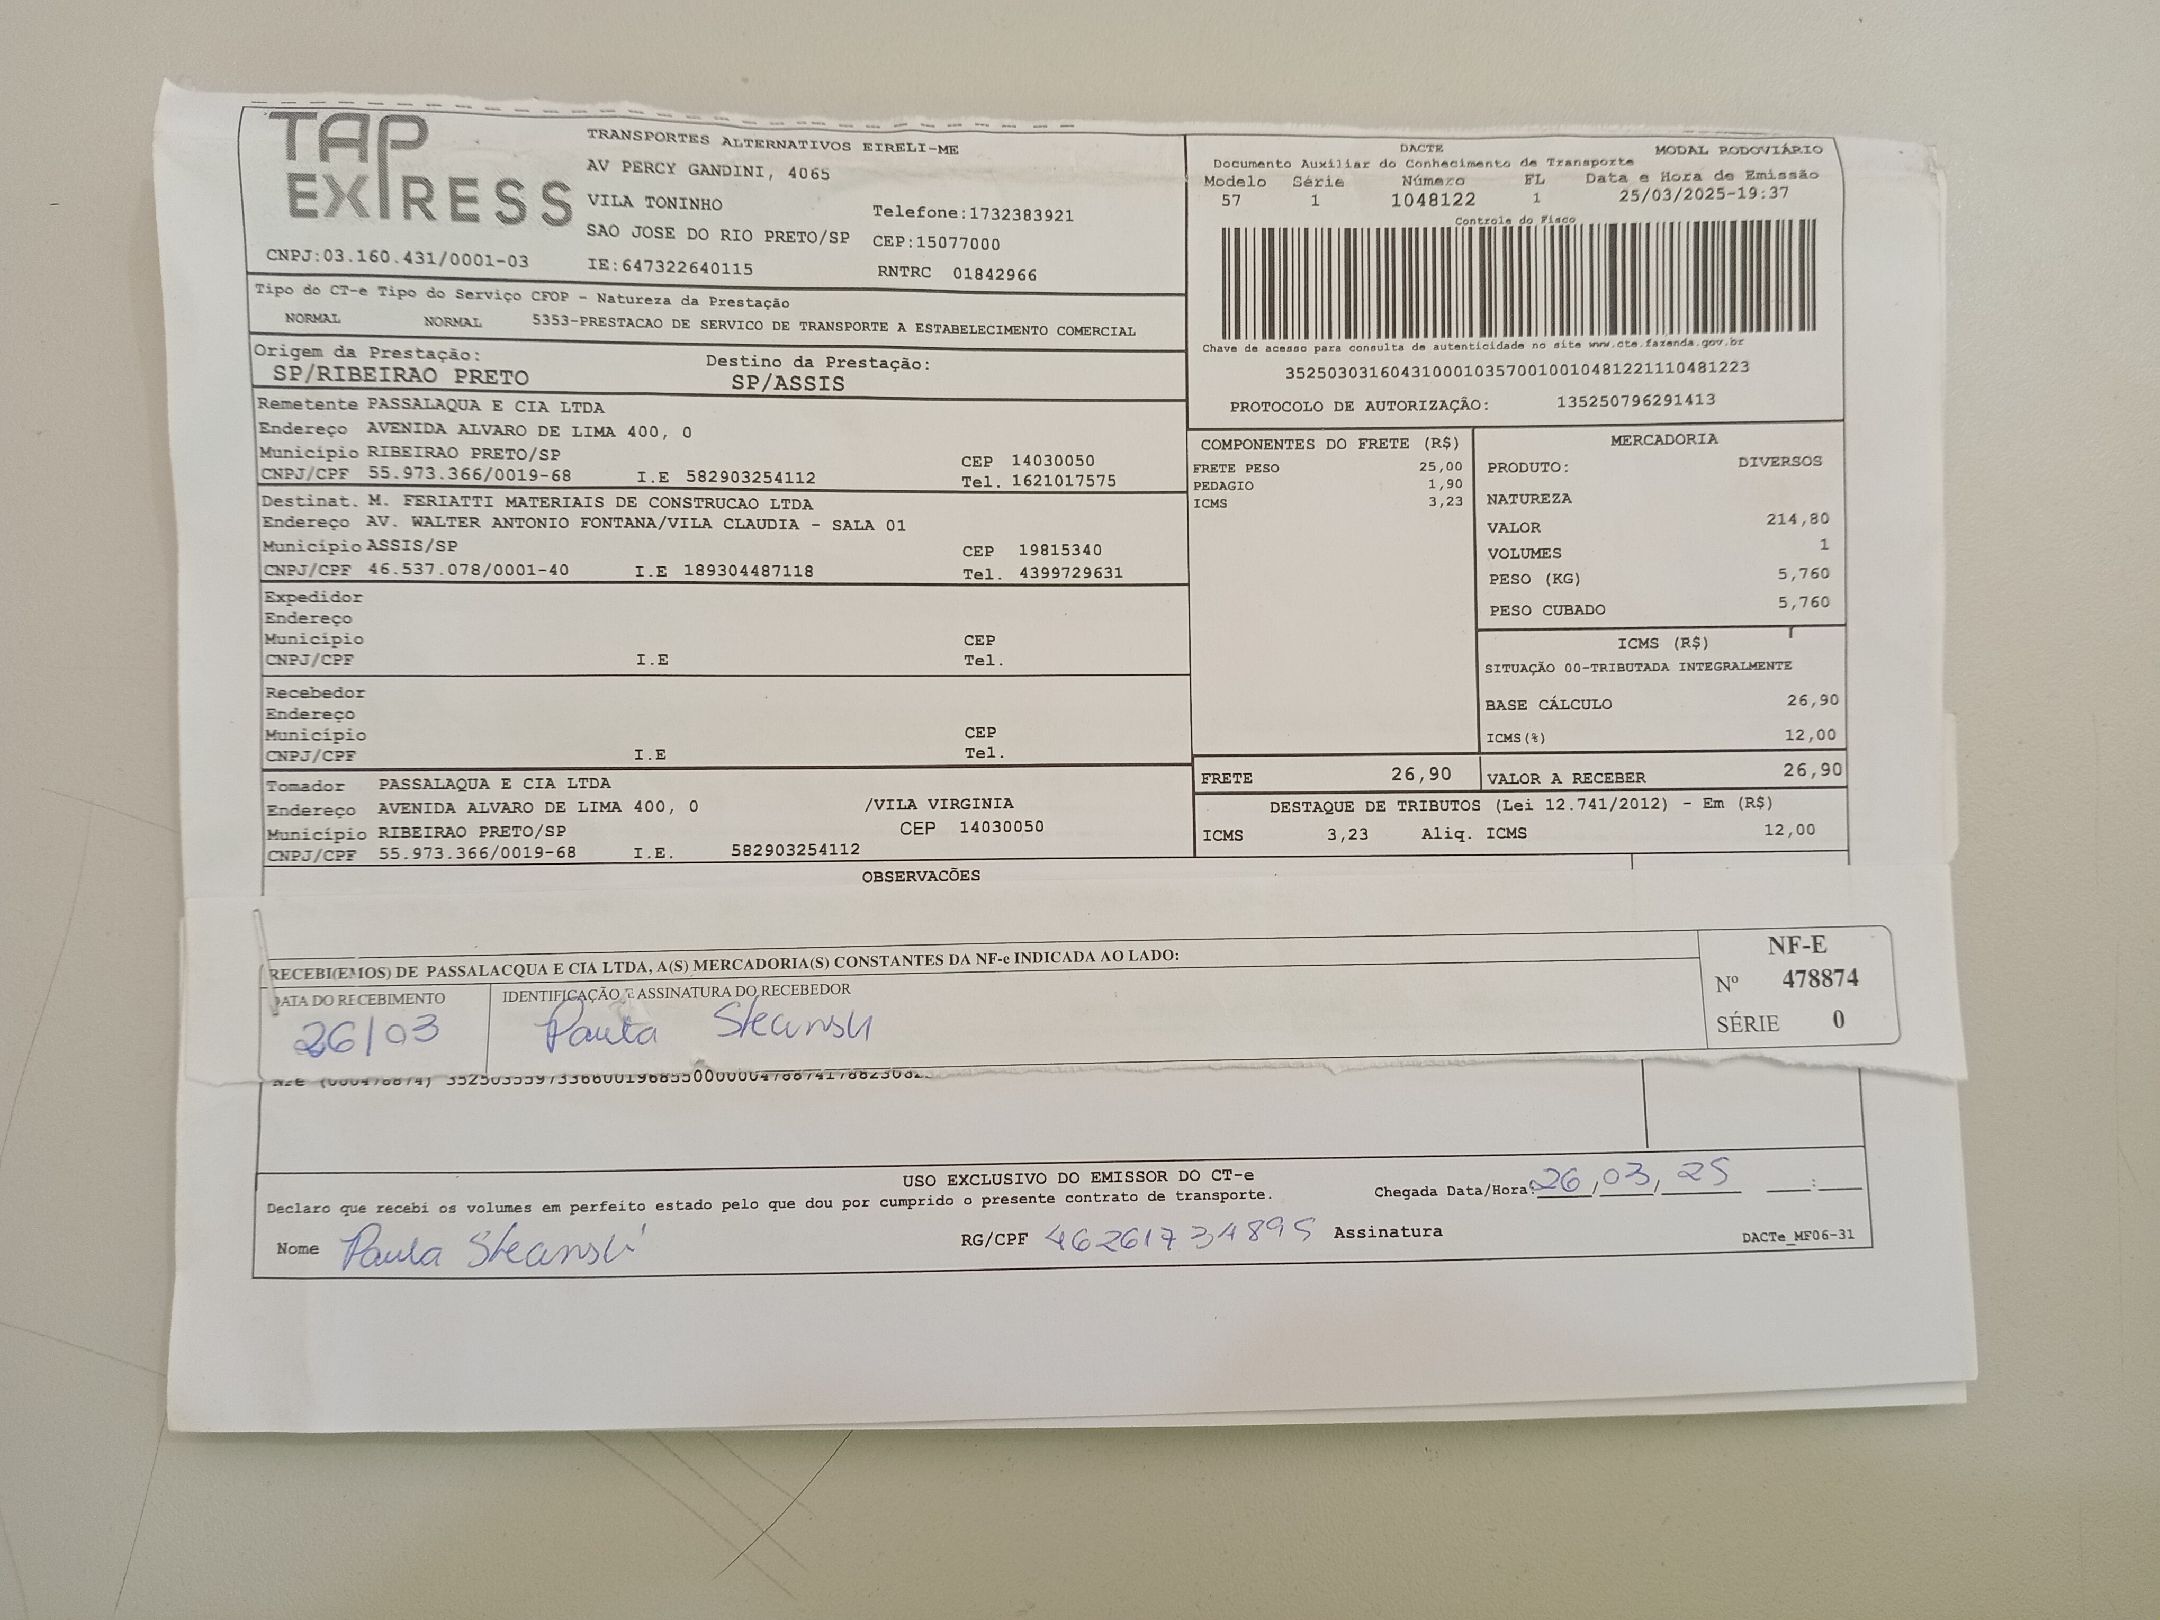 TAP EXPRESS
TRANSPORTES ALTERNATIVOS EIRELI-ME
AV PERCY GANDINI, 4065
VILA TONINHO Telefone:1732383921
SAO JOSE DO RIO PRETO/SP CEP:15077000
CNPJ:03.160.431/0001-03 IE:647322640115 RNTRC 01842966
DACTE MODAL RODOVIÁRIO
Documento Auxiliar do Conhecimento de Transporte
Modelo Série Número FL Data e Hora de Emissão
57 1 1048122 1 25/03/2025-19:37
Controle do Fisco
Chave de acesso para consulta de autenticidade no site www.cte.fazenda.gov.br
35250303160431000103570010010481221110481223
PROTOCOLO DE AUTORIZAÇÃO: 135250796291413
Tipo do CT-e Tipo do Serviço CFOP - Natureza da Prestação
NORMAL NORMAL 5353-PRESTACAO DE SERVICO DE TRANSPORTE A ESTABELECIMENTO COMERCIAL
Origem da Prestação: Destino da Prestação:
SP/RIBEIRAO PRETO SP/ASSIS
Remetente PASSALAQUA E CIA LTDA
Endereço AVENIDA ALVARO DE LIMA 400, 0
Município RIBEIRAO PRETO/SP CEP 14030050
CNPJ/CPF 55.973.366/0019-68 I.E 582903254112 Tel. 1621017575
Destinat. M. FERIATTI MATERIAIS DE CONSTRUCAO LTDA
Endereço AV. WALTER ANTONIO FONTANA/VILA CLAUDIA - SALA 01
Município ASSIS/SP CEP 19815340
CNPJ/CPF 46.537.078/0001-40 I.E 189304487118 Tel. 4399729631
Expedidor
Endereço
Município CEP
CNPJ/CPF I.E Tel.
Recebedor
Endereço
Município CEP
CNPJ/CPF I.E Tel.
Tomador PASSALAQUA E CIA LTDA
Endereço AVENIDA ALVARO DE LIMA 400, 0 /VILA VIRGINIA
Município RIBEIRAO PRETO/SP CEP 14030050
CNPJ/CPF 55.973.366/0019-68 I.E. 582903254112
COMPONENTES DO FRETE (R$)
FRETE PESO 25,00
PEDAGIO 1,90
ICMS 3,23
MERCADORIA
PRODUTO: DIVERSOS
NATUREZA
VALOR 214,80
VOLUMES 1
PESO (KG) 5,760
PESO CUBADO 5,760
ICMS (R$)
SITUAÇÃO 00-TRIBUTADA INTEGRALMENTE
BASE CÁLCULO 26,90
ICMS(%) 12,00
FRETE 26,90 VALOR A RECEBER 26,90
DESTAQUE DE TRIBUTOS (Lei 12.741/2012) - Em (R$)
ICMS 3,23 Aliq. ICMS 12,00
OBSERVACÕES
RECEBI(EMOS) DE PASSALACQUA E CIA LTDA, A(S) MERCADORIA(S) CONSTANTES DA NF-e INDICADA AO LADO:
DATA DO RECEBIMENTO IDENTIFICAÇÃO E ASSINATURA DO RECEBEDOR
26/03 Paula
NF-E
Nº 478874
SÉRIE 0
USO EXCLUSIVO DO EMISSOR DO CT-e
Declaro que recebi os volumes em perfeito estado pelo que dou por cumprido o presente contrato de transporte.
Chegada Data/Hora: 26/03/25 :
Nome Paula RG/CPF 46261734895 Assinatura
DACTe_MF06-31